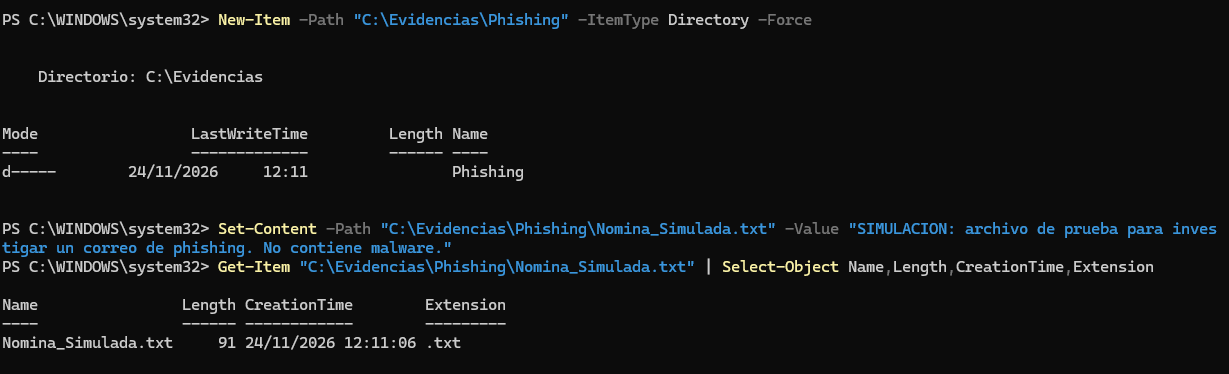 PS C:\WINDOWS\system32> New-Item -Path "C:\Evidencias\Phishing" -ItemType Directory -Force
Directorio: C:\Evidencias
Mode LastWriteTime Length Name
---- ------------- ------ ----
d----- 24/11/2026 12:11 Phishing
PS C:\WINDOWS\system32> Set-Content -Path "C:\Evidencias\Phishing\Nomina_Simulada.txt" -Value "SIMULACION: archivo de prueba para inves
tigar un correo de phishing. No contiene malware."
PS C:\WINDOWS\system32> Get-Item "C:\Evidencias\Phishing\Nomina_Simulada.txt" | Select-Object Name,Length,CreationTime,Extension
Name Length CreationTime Extension
---- ------ ------------ ---------
Nomina_Simulada.txt 91 24/11/2026 12:11:06 .txt